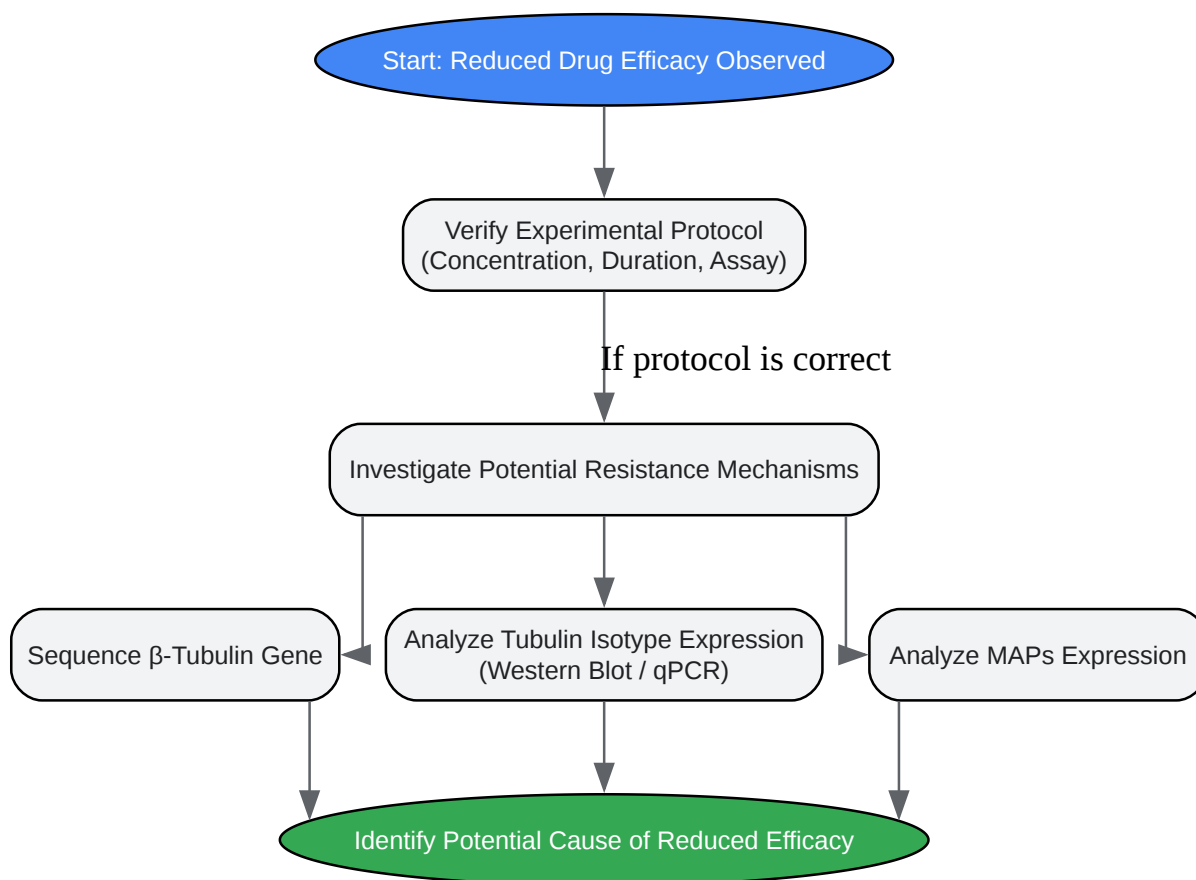 Start: Reduced Drug Efficacy Observed
Verify Experimental Protocol
(Concentration, Duration, Assay)
If protocol is correct
Investigate Potential Resistance Mechanisms
Sequence β-Tubulin Gene
Analyze Tubulin Isotype Expression
(Western Blot / qPCR)
Analyze MAPs Expression
Identify Potential Cause of Reduced Efficacy